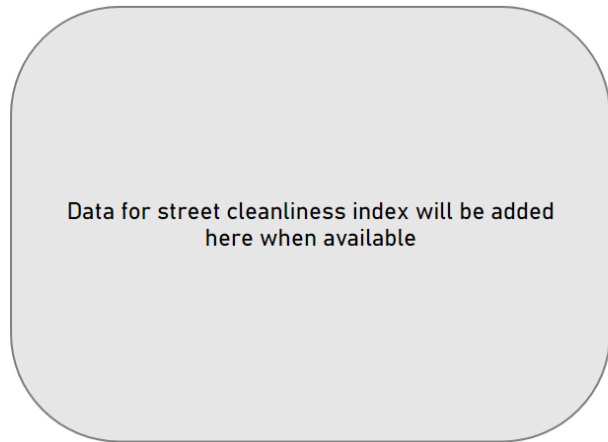 Data for street cleanliness index will be added
here when available